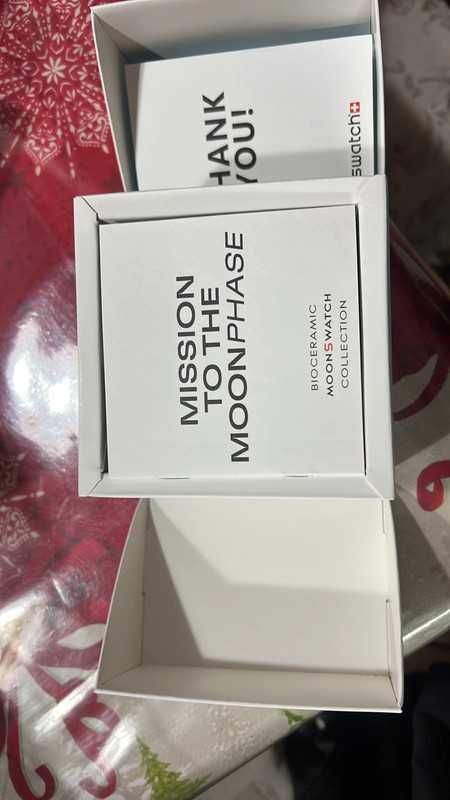 HANK
YOU!
swatch
MISSION
TO THE
MOONPHASE
BIOCERAMIC
MOONSWATCH
COLLECTION